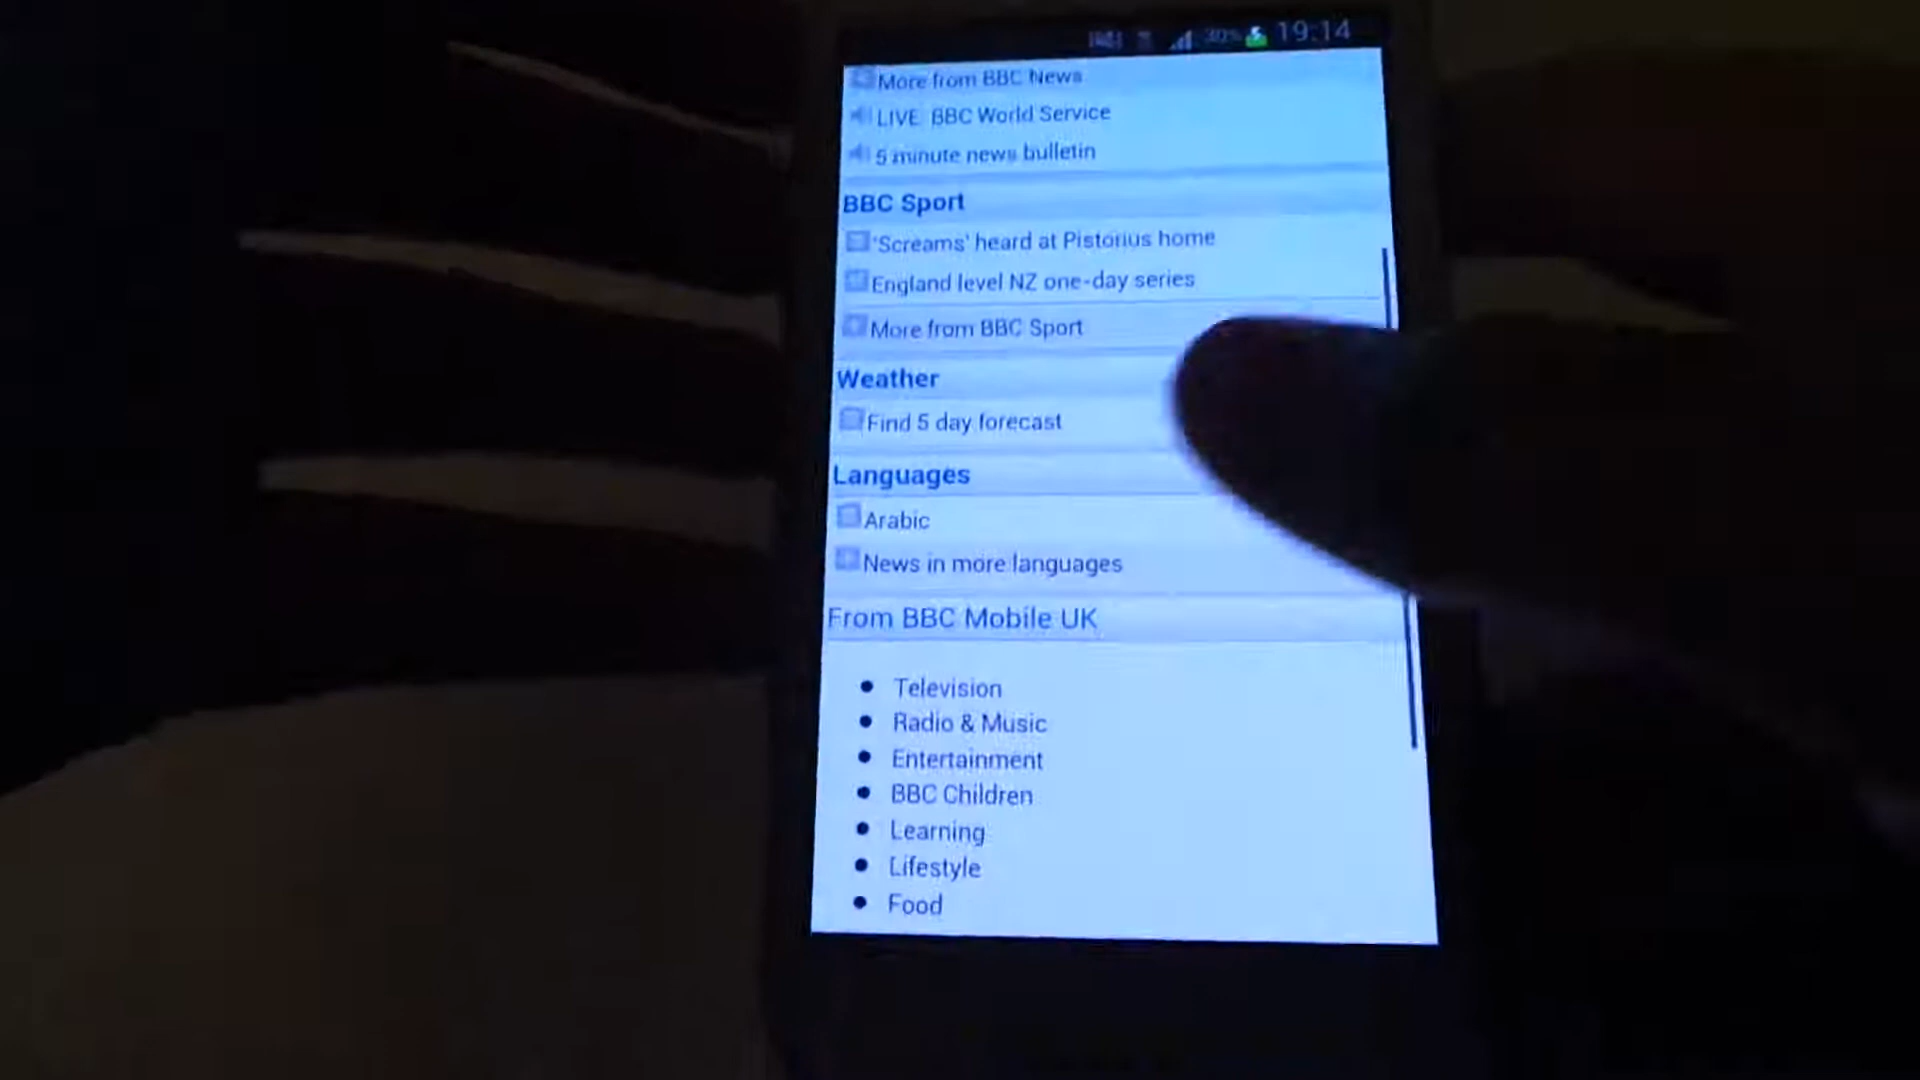 30% 19:14
More from BBC News
LIVE BBC World Service
5 minute news bulletin
BBC Sport
'Screams' heard at Pistorius home
England level NZ one-day series
More from BBC Sport
Weather
Find 5 day forecast
Languages
Arabic
News in more languages
From BBC Mobile UK
Television
Radio & Music
Entertainment
BBC Children
Learning
Lifestyle
Food